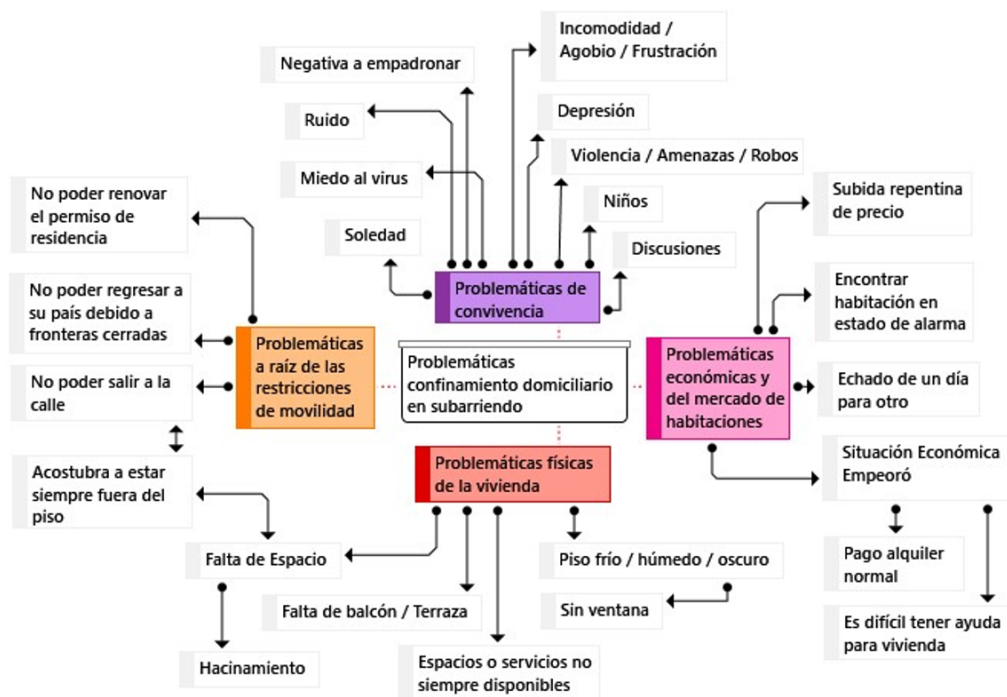 Incomodidad /
Agobio / Frustración
Negativa a empadronar
Depresión
Ruido
Violencia / Amenazas / Robos
Miedo al virus
Niños
Soledad
Discusiones
Problemáticas de
convivencia
No poder renovar
el permiso de
residencia
No poder regresar a
su país debido a
fronteras cerradas
No poder salir a la
calle
Acostubra a estar
siempre fuera del
piso
Problemáticas
a raíz de las
restricciones
de movilidad
Problemáticas
confinamiento domiciliario
en subarriendo
Problemáticas
económicas y
del mercado de
habitaciones
Subida repentina
de precio
Encontrar
habitación en
estado de alarma
Echado de un día
para otro
Situación Económica
Empeoró
Pago alquiler
normal
Es difícil tener ayuda
para vivienda
Problemáticas físicas
de la vivienda
Falta de Espacio
Hacinamiento
Falta de balcón / Terraza
Espacios o servicios no
siempre disponibles
Piso frío / húmedo / oscuro
Sin ventana